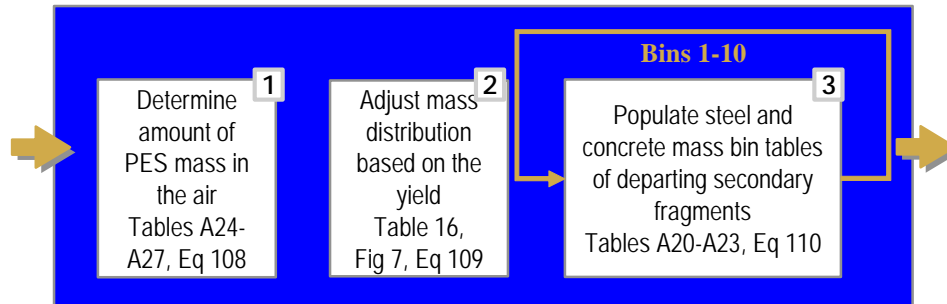 Bins 1-10
1
Determine
amount of
PES mass in
the air
Tables A24-
A27, Eq 108
2
Adjust mass
distribution
based on the
yield
Table 16,
Fig 7, Eq 109
3
Populate steel and
concrete mass bin tables
of departing secondary
fragments
Tables A20-A23, Eq 110